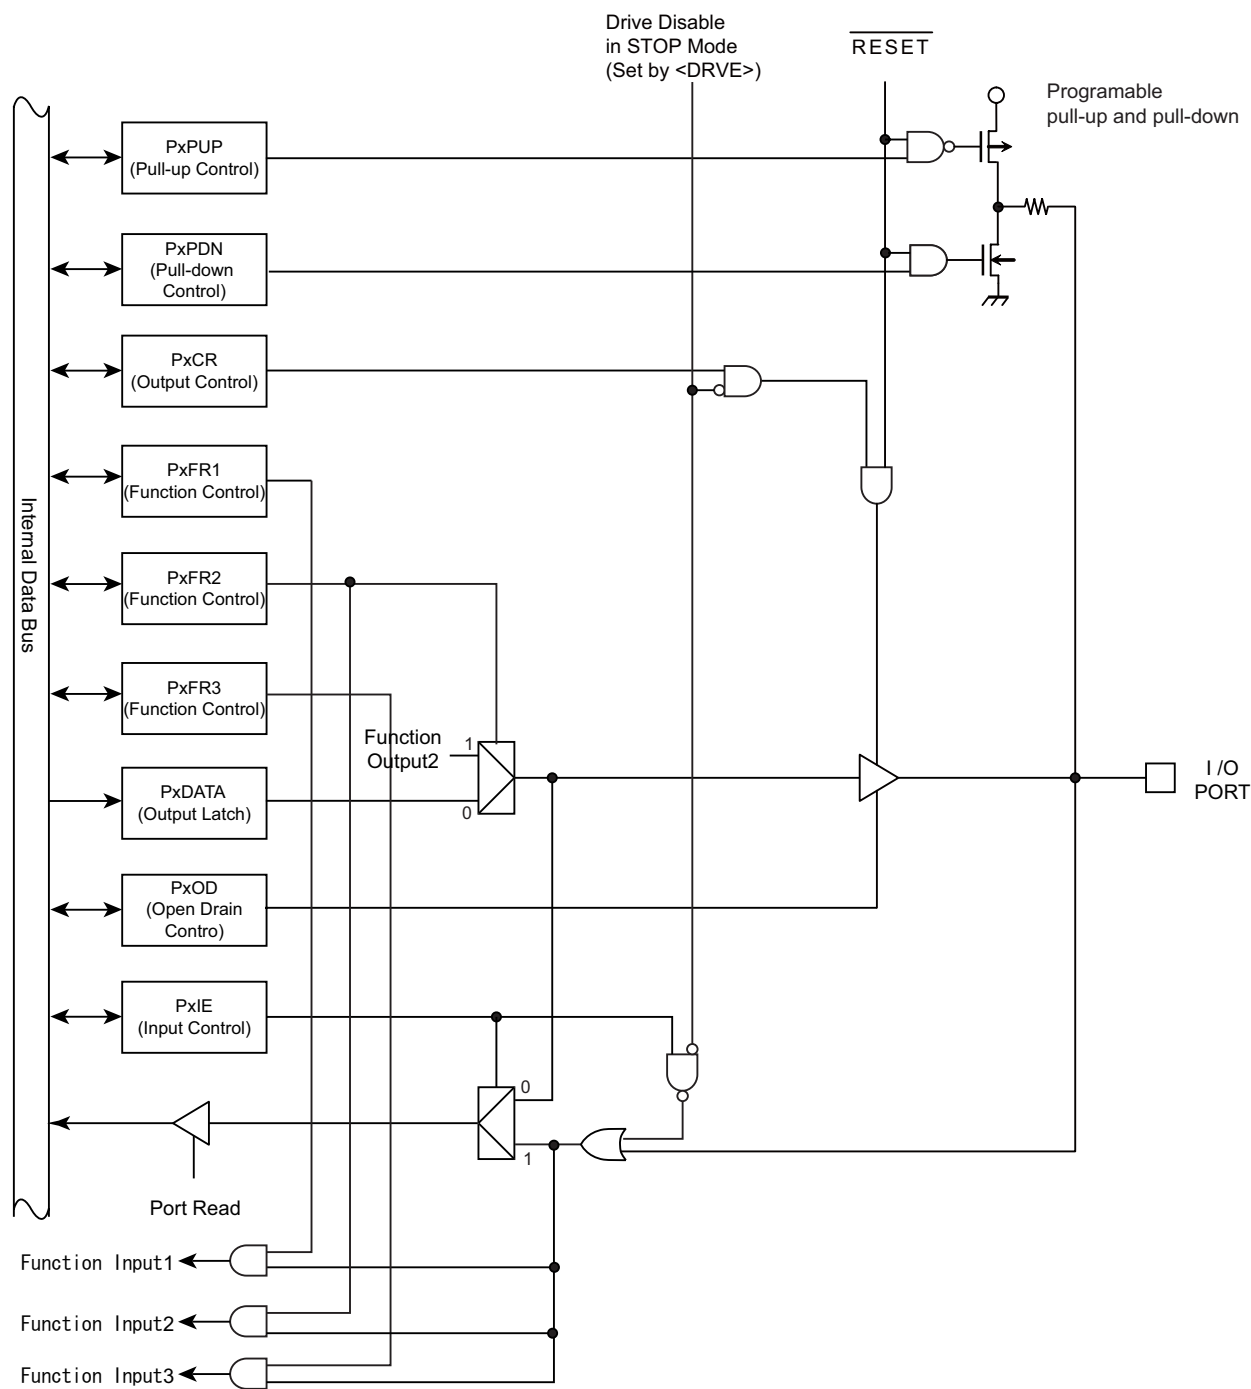 Drive Disable
in STOP Mode
(Set by <DRVE>)
RESET
Programable
pull-up and pull-down
PxPUP
(Pull-up Control)
PxPDN
(Pull-down
Control)
PxCR
(Output Control)
PxFR1
(Function Control)
Internal Data Bus
PxFR2
(Function Control)
PxFR3
(Function Control)
Function
Output2
1
0
PxDATA
(Output Latch)
I /O
PORT
PxOD
(Open Drain
Contro)
PxIE
(Input Control)
0
1
Port Read
Function Input1
Function Input2
Function Input3